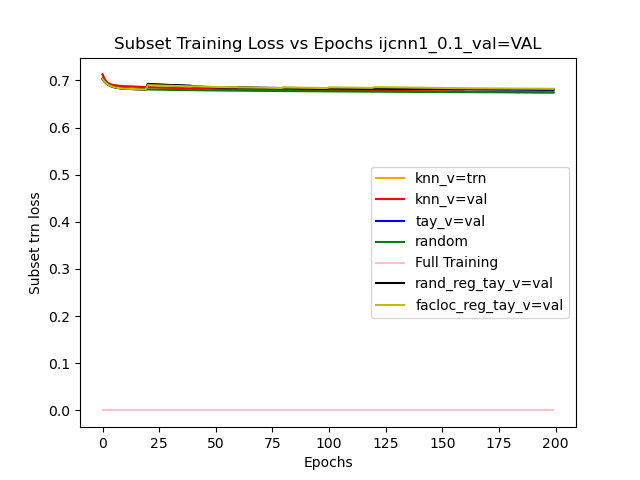 Subset Training Loss vs Epochs ijcnn1_0.1_val=VAL
0.7
0.6
0.5
0.4
0.3
0.2
0.1
0.0
Subset trn loss
knn_v=trn
knn_v=val
tay_v=val
random
Full Training
rand_reg_tay_v=val
facloc_reg_tay_v=val
0 25 50 75 100 125 150 175 200
Epochs